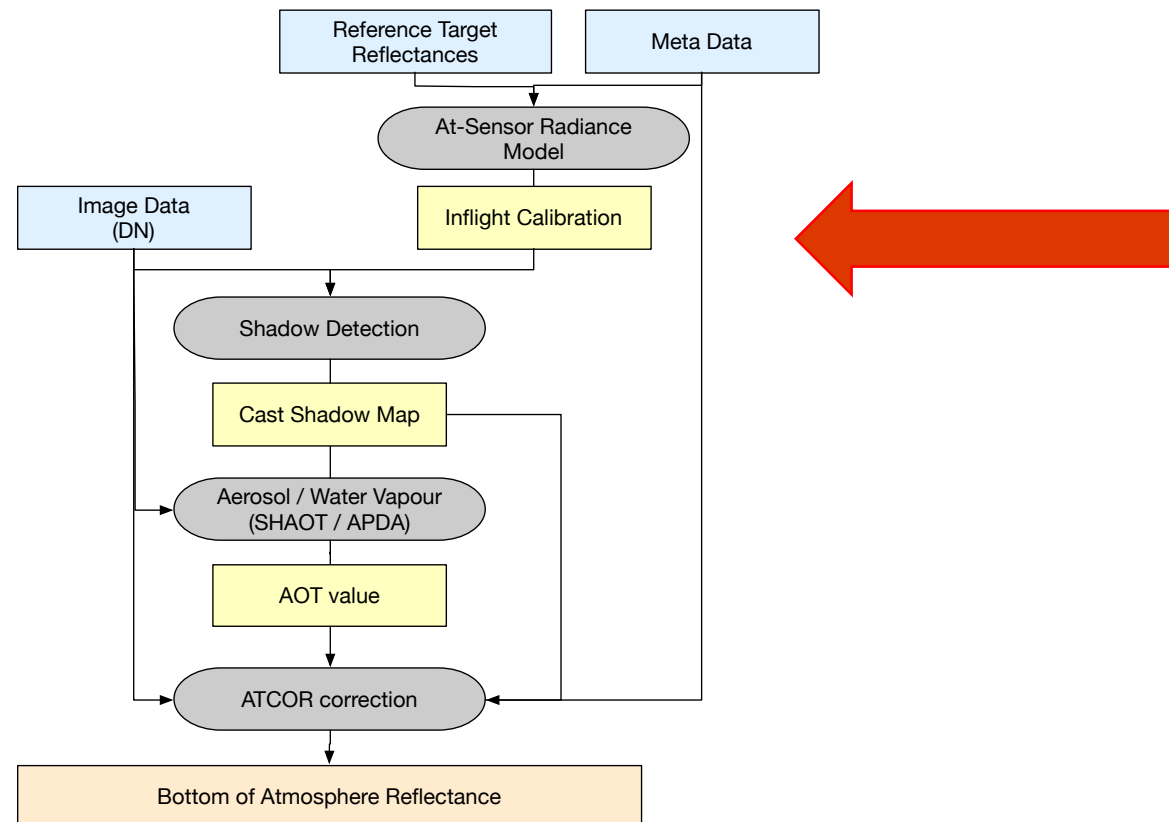 Reference Target
Reflectances
Meta Data
At-Sensor Radiance
Model
Image Data
(DN)
Inflight Calibration
Shadow Detection
Cast Shadow Map
Aerosol / Water Vapour
(SHAOT / APDA)
AOT value
ATCOR correction
Bottom of Atmosphere Reflectance